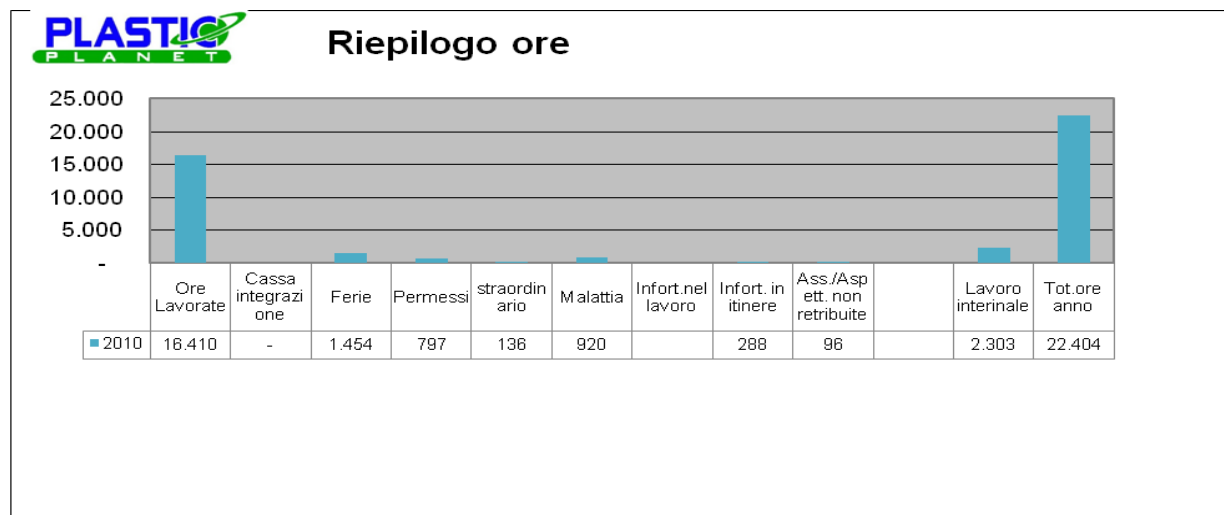 PLASTIC
PLANET
Riepilogo ore
25.000
20.000
15.000
10.000
5.000
-
Ore
Lavorate
Cassa
integrazi
one
Ferie
Permessi
straordin
ario
Malattia
Infort.nel
lavoro
Infort. in
itinere
Ass./Asp
ett. non
retribuite
Lavoro
interinale
Tot.ore
anno
2010 16.410 - 1.454 797 136 920 288 96 2.303 22.404